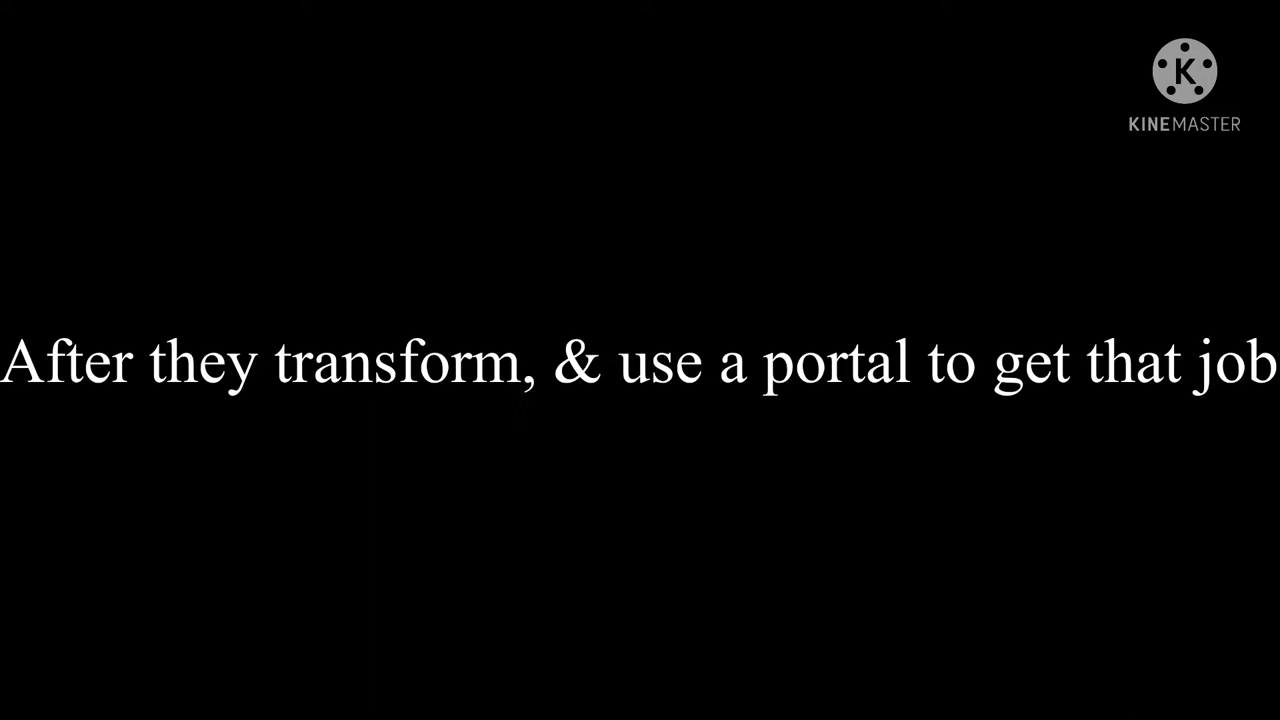 K
KINEMASTER
After they transform, & use a portal to get that job